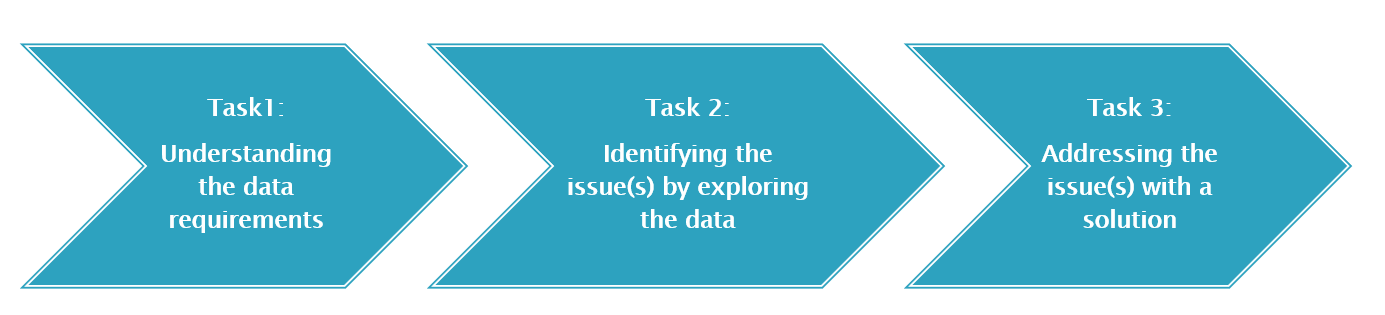 Task1:
Understanding
the data
requirements
Task 2:
Identifying the
issue(s) by exploring
the data
Task 3:
Addressing the
issue(s) with a
solution